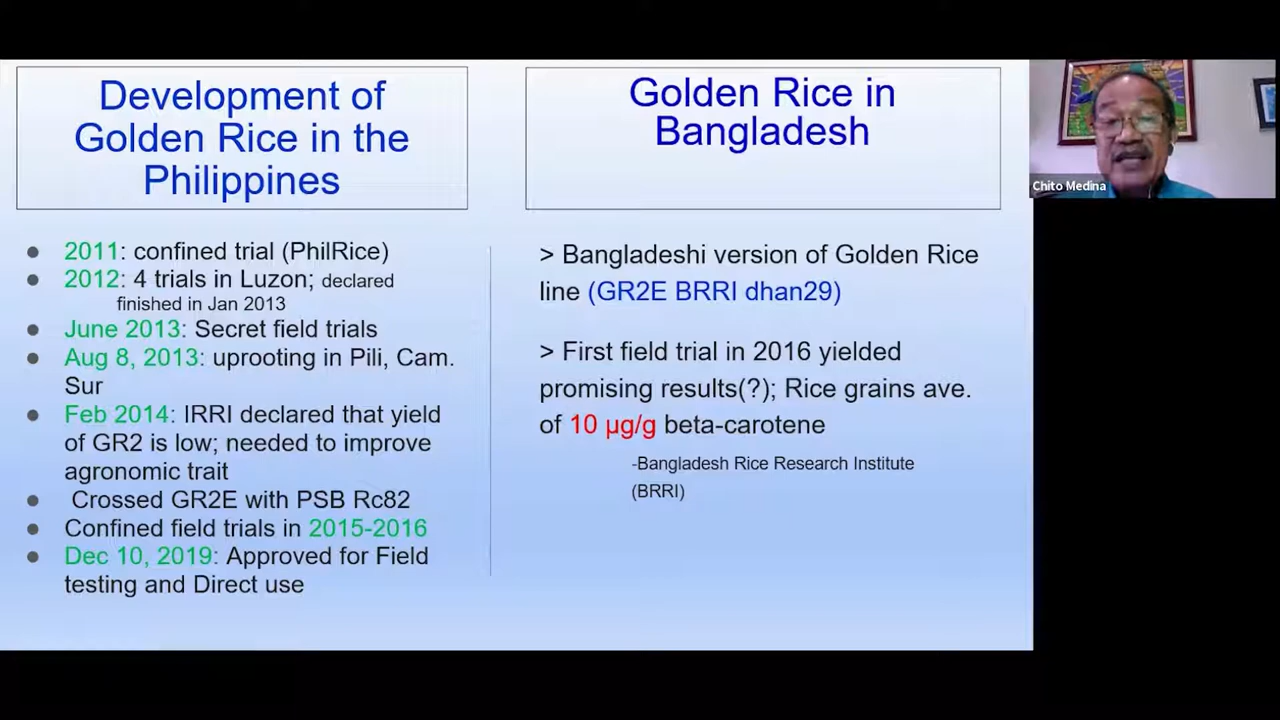 Development of
Golden Rice in the
Philippines
● 2011: confined trial (PhilRice)
● 2012: 4 trials in Luzon; declared
finished in Jan 2013
● June 2013: Secret field trials
● Aug 8, 2013: uprooting in Pili, Cam.
Sur
● Feb 2014: IRRI declared that yield
of GR2 is low; needed to improve
agronomic trait
● Crossed GR2E with PSB Rc82
● Confined field trials in 2015-2016
● Dec 10, 2019: Approved for Field
testing and Direct use
Golden Rice in
Bangladesh
> Bangladeshi version of Golden Rice
line (GR2E BRRI dhan29)
> First field trial in 2016 yielded
promising results(?); Rice grains ave.
of 10 µg/g beta-carotene
-Bangladesh Rice Research Institute
(BRRI)
Chito Medina